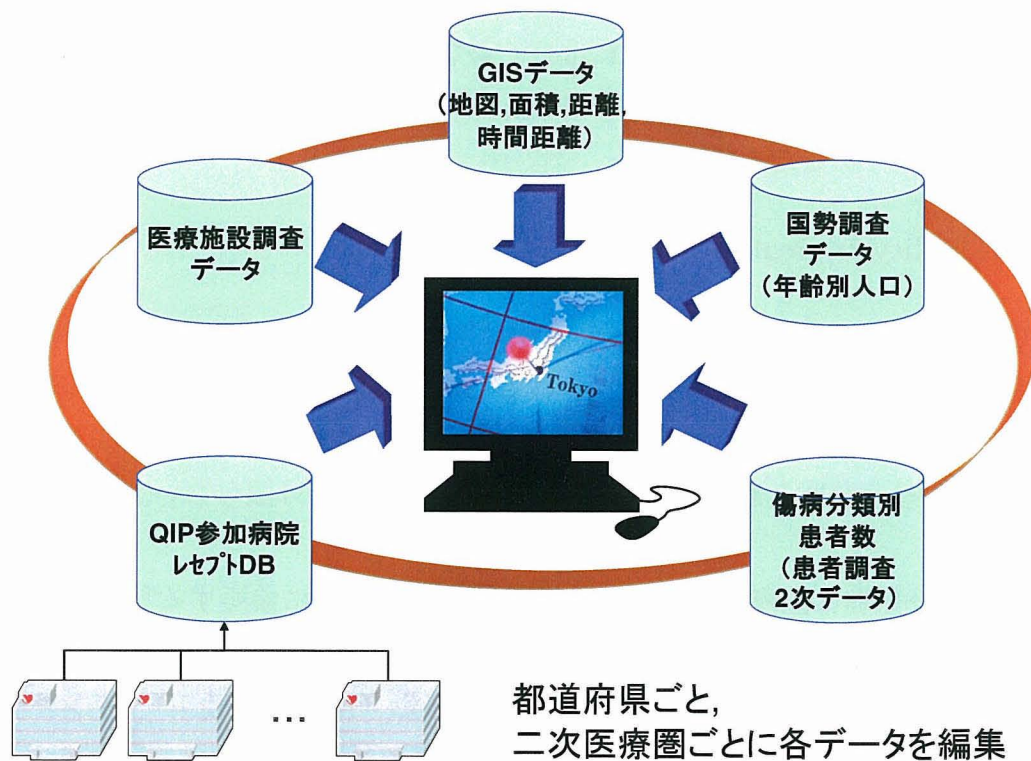 GISデータ
(地図,面積,距離,
時間距離)
医療施設調査
データ
国勢調査
データ
(年齢別人口)
Tokyo
QIP参加病院
レセプトDB
傷病分類別
患者数
(患者調査
2次データ)
...
都道府県ごと,
二次医療圏ごとに各データを編集